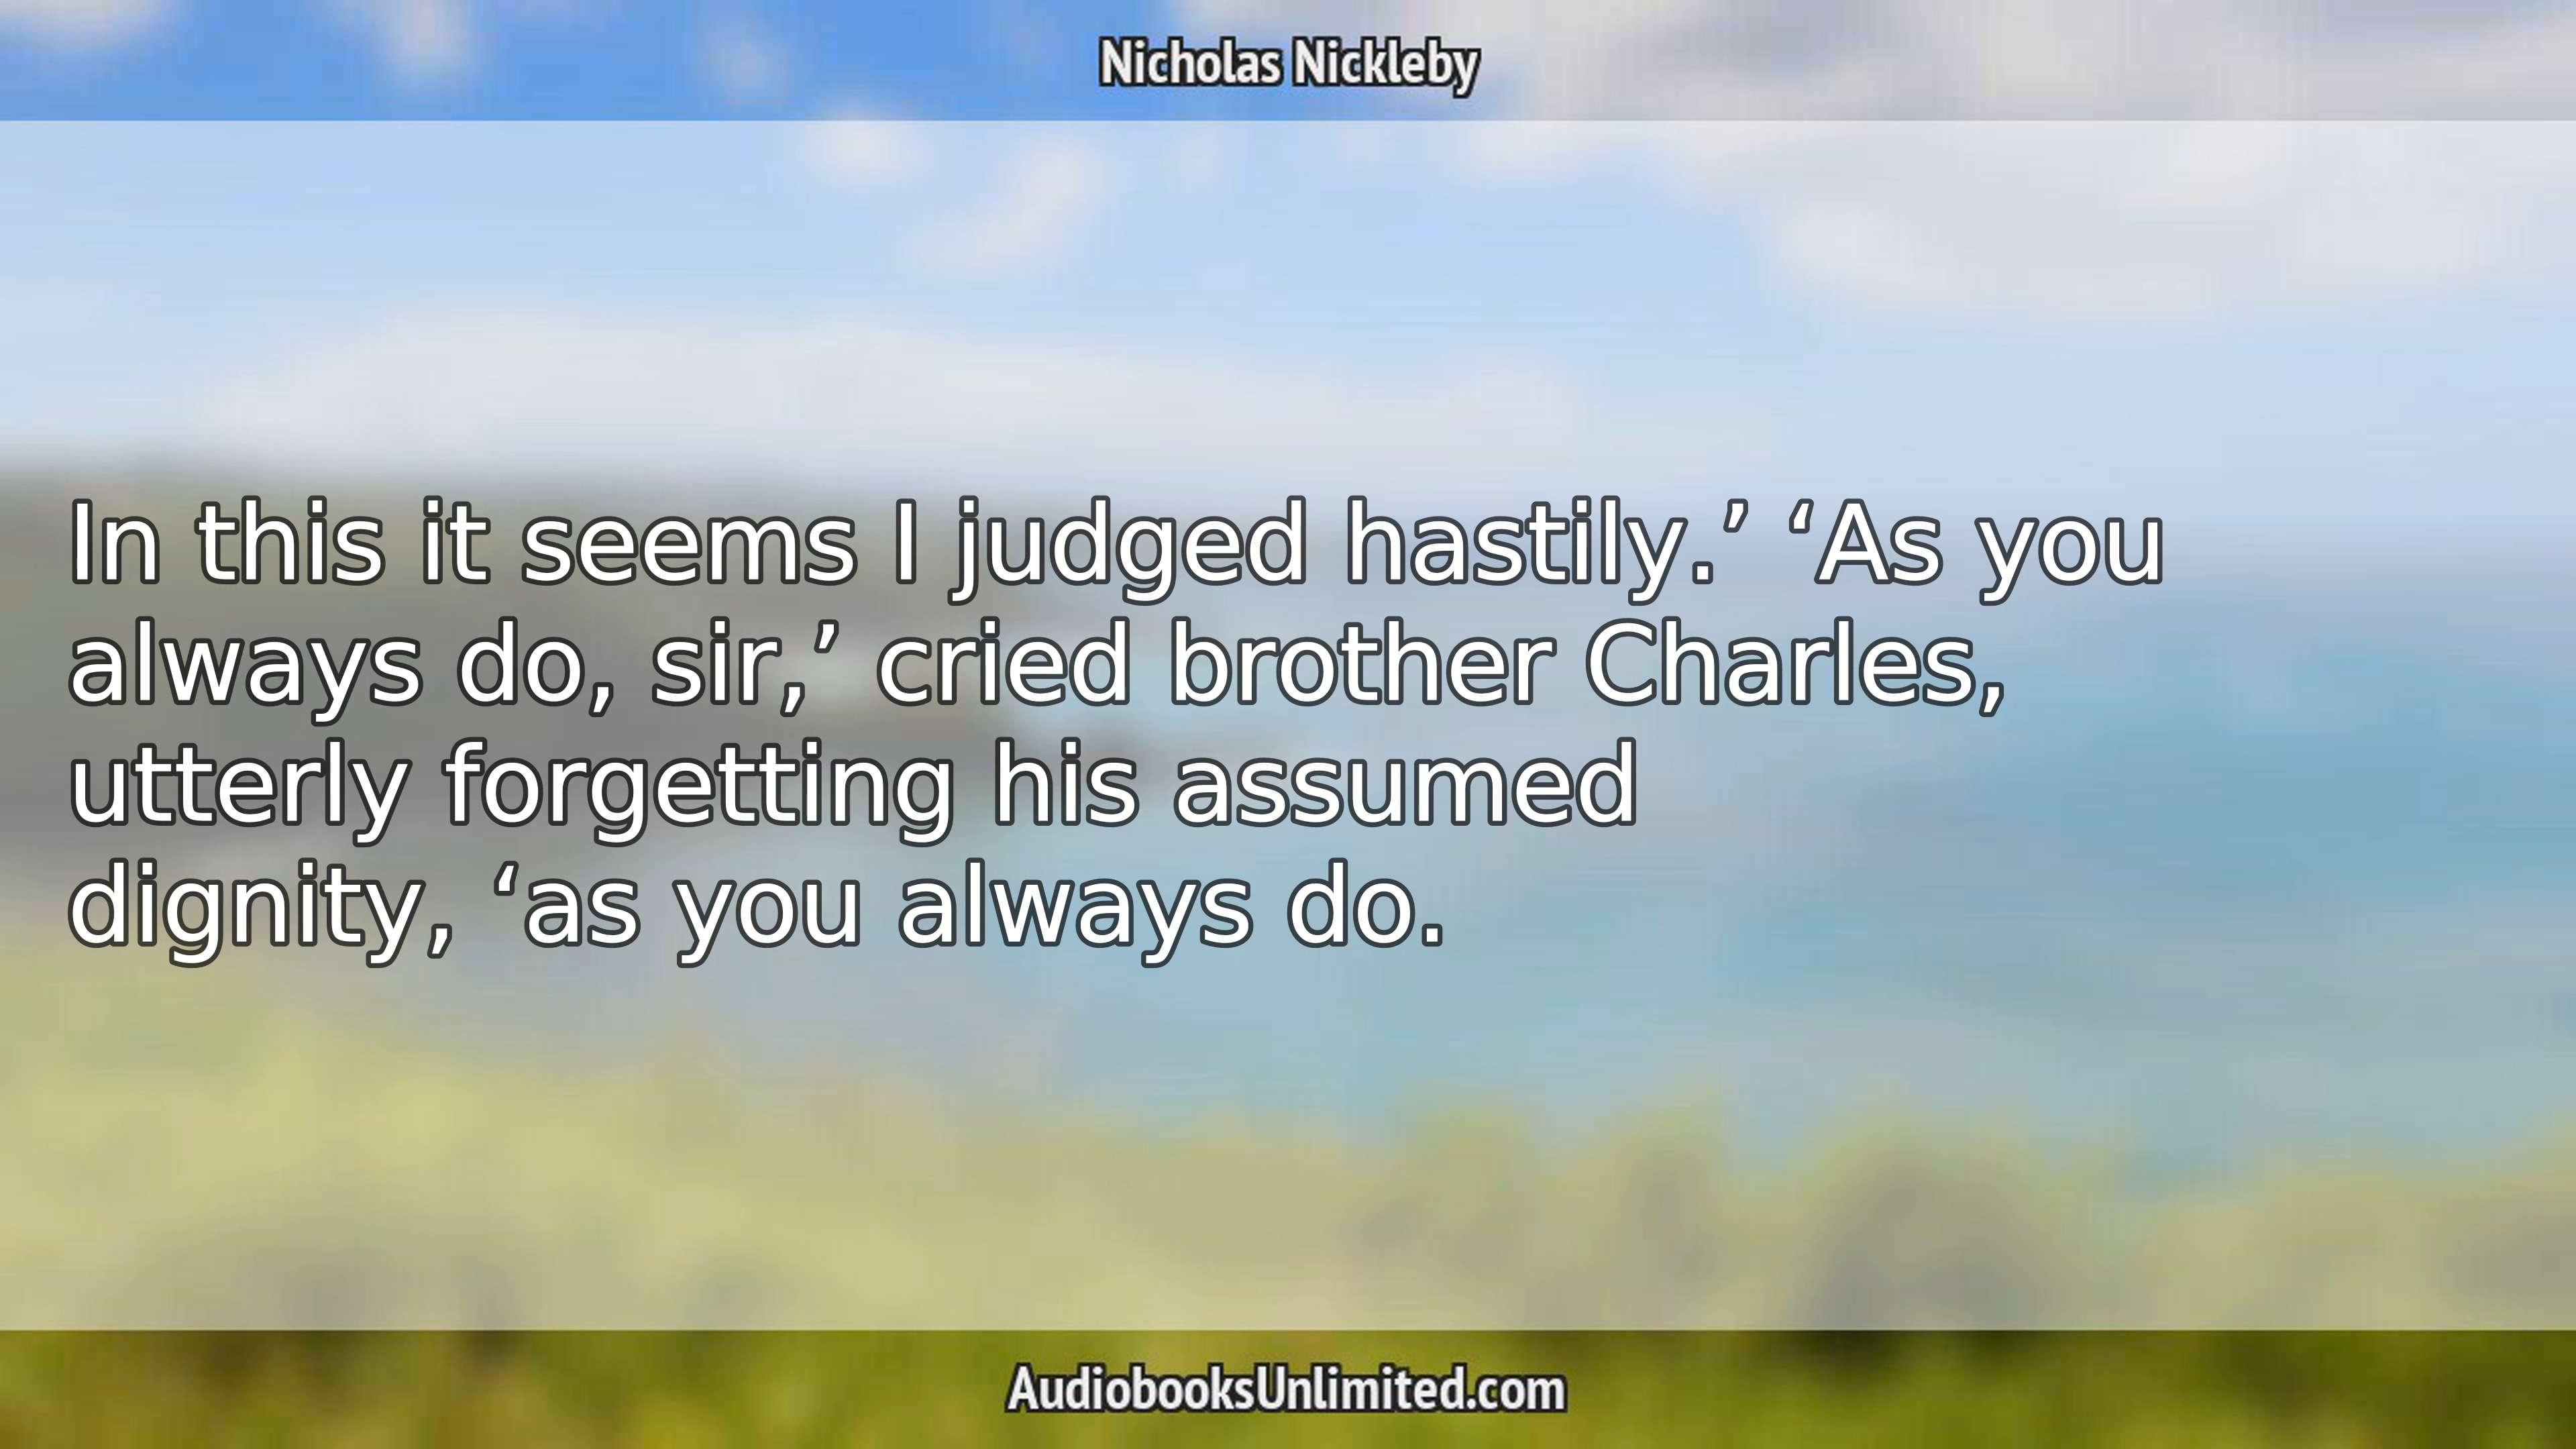 Nicholas Nickleby
In this it seems I judged hastily.’ ‘As you
always do, sir,’ cried brother Charles,
utterly forgetting his assumed
dignity, ‘as you always do.
AudiobooksUnlimited.com